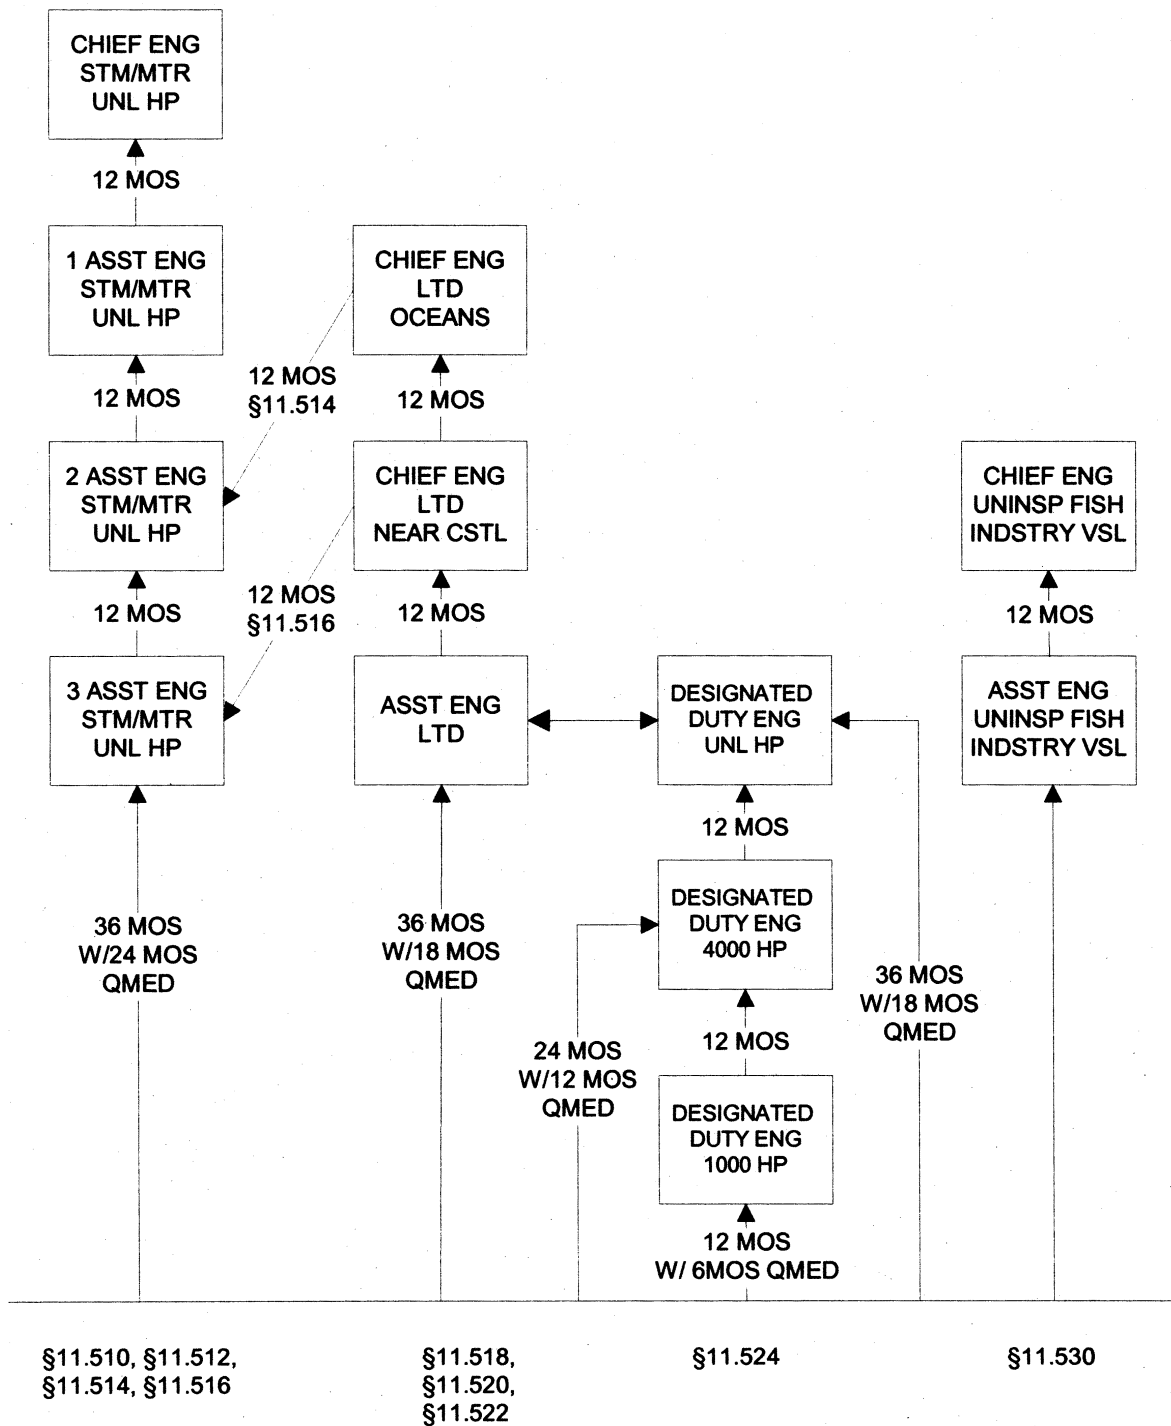 CHIEF ENG
STM/MTR
UNL HP
12 MOS
1 ASST ENG
STM/MTR
UNL HP
CHIEF ENG
LTD
OCEANS
12 MOS
12 MOS
§11.514
12 MOS
2 ASST ENG
STM/MTR
UNL HP
CHIEF ENG
LTD
NEAR CSTL
CHIEF ENG
UNINSP FISH
INDSTRY VSL
12 MOS
12 MOS
§11.516
12 MOS
12 MOS
3 ASST ENG
STM/MTR
UNL HP
ASST ENG
LTD
DESIGNATED
DUTY ENG
UNL HP
ASST ENG
UNINSP FISH
INDSTRY VSL
12 MOS
DESIGNATED
DUTY ENG
4000 HP
36 MOS
W/24 MOS
QMED
36 MOS
W/18 MOS
QMED
36 MOS
W/18 MOS
QMED
24 MOS
W/12 MOS
QMED
12 MOS
DESIGNATED
DUTY ENG
1000 HP
12 MOS
W/ 6MOS QMED
§11.510, §11.512,
§11.514, §11.516
§11.518,
§11.520,
§11.522
§11.524
§11.530